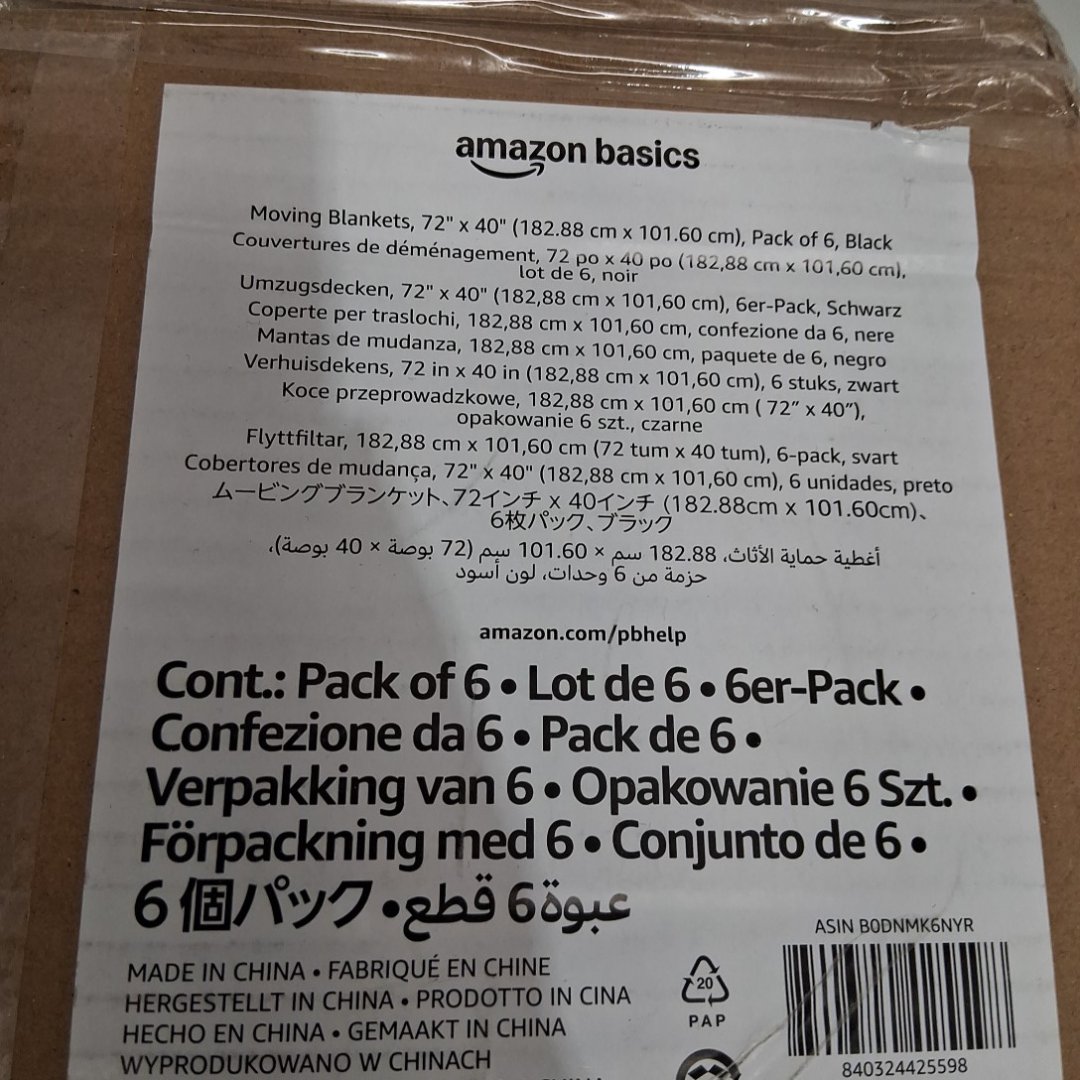 amazon basics
Moving Blankets, 72" x 40" (182.88 cm x 101.60 cm), Pack of 6, Black
Couvertures de déménagement, 72 po x 40 po (182,88 cm x 101,60 cm),
lot de 6, noir
Umzugsdecken, 72" x 40" (182,88 cm x 101,60 cm), 6er-Pack, Schwarz
Coperte per traslochi, 182,88 cm x 101,60 cm, confezione da 6, nere
Mantas de mudanza, 182,88 cm x 101,60 cm, paquete de 6, negro
Verhuisdekens, 72 in x 40 in (182,88 cm x 101,60 cm), 6 stuks, zwart
Koce przeprowadzkowe, 182,88 cm x 101,60 cm ( 72” x 40”),
opakowanie 6 szt., czarne
Flyttfiltar, 182,88 cm x 101,60 cm (72 tum x 40 tum), 6-pack, svart
Cobertores de mudança, 72" x 40" (182,88 cm x 101,60 cm), 6 unidades, preto
ムービングブランケット、72インチ x 40インチ (182.88cm x 101.60cm)、
6枚パック、ブラック
أغطية حماية الأثاث، 182.88 سم × 101.60 سم (72 بوصة × 40 بوصة)،
حزمة من 6 وحدات، لون أسود
amazon.com/pbhelp
Cont.: Pack of 6 • Lot de 6 • 6er-Pack •
Confezione da 6 • Pack de 6 •
Verpakking van 6 • Opakowanie 6 Szt. •
Förpackning med 6 • Conjunto de 6 •
6 個パック • عبوة 6 قطع
ASIN B0DNMK6NYR
MADE IN CHINA • FABRIQUÉ EN CHINE
HERGESTELLT IN CHINA • PRODOTTO IN CINA
HECHO EN CHINA • GEMAAKT IN CHINA
WYPRODUKOWANO W CHINACH
20
PAP
840324425598